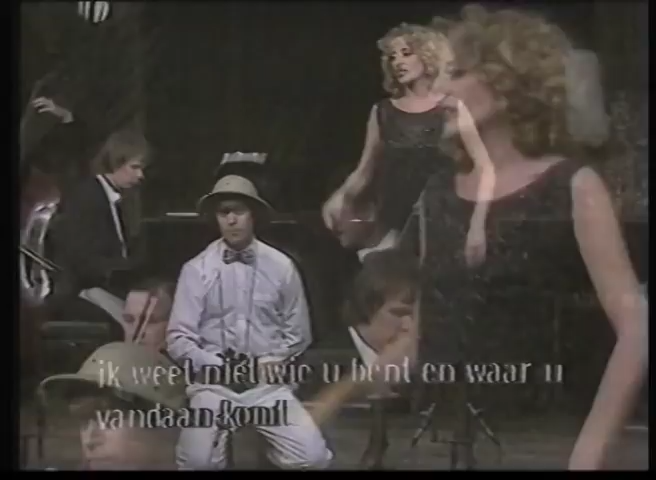 ik weet niet wie u bent en waar u
vandaan komt